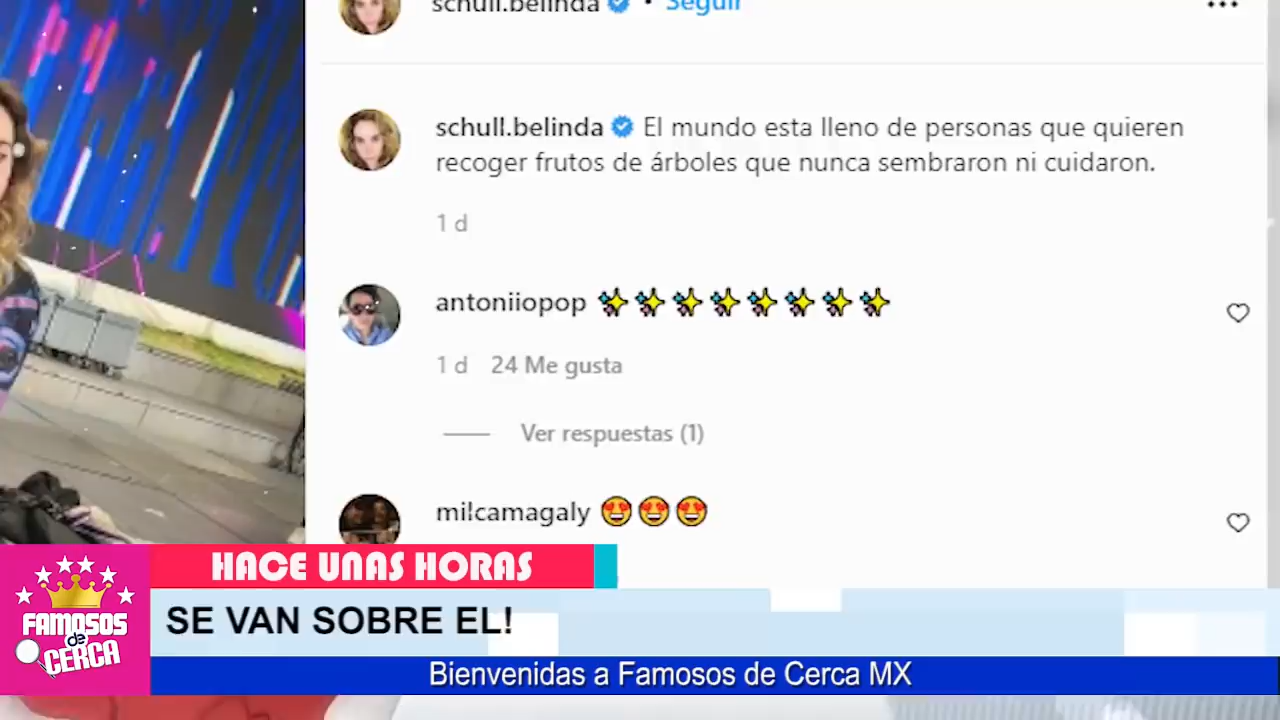 schull.belinda • Seguir
schull.belinda El mundo esta lleno de personas que quieren
recoger frutos de árboles que nunca sembraron ni cuidaron.
1 d
antoniiopop ✨✨✨✨✨✨✨✨
1 d 24 Me gusta
Ver respuestas (1)
milcamagaly 😍😍😍
HACE UNAS HORAS
SE VAN SOBRE EL!
FAMOSOS
de
CERCA
Bienvenidas a Famosos de Cerca MX